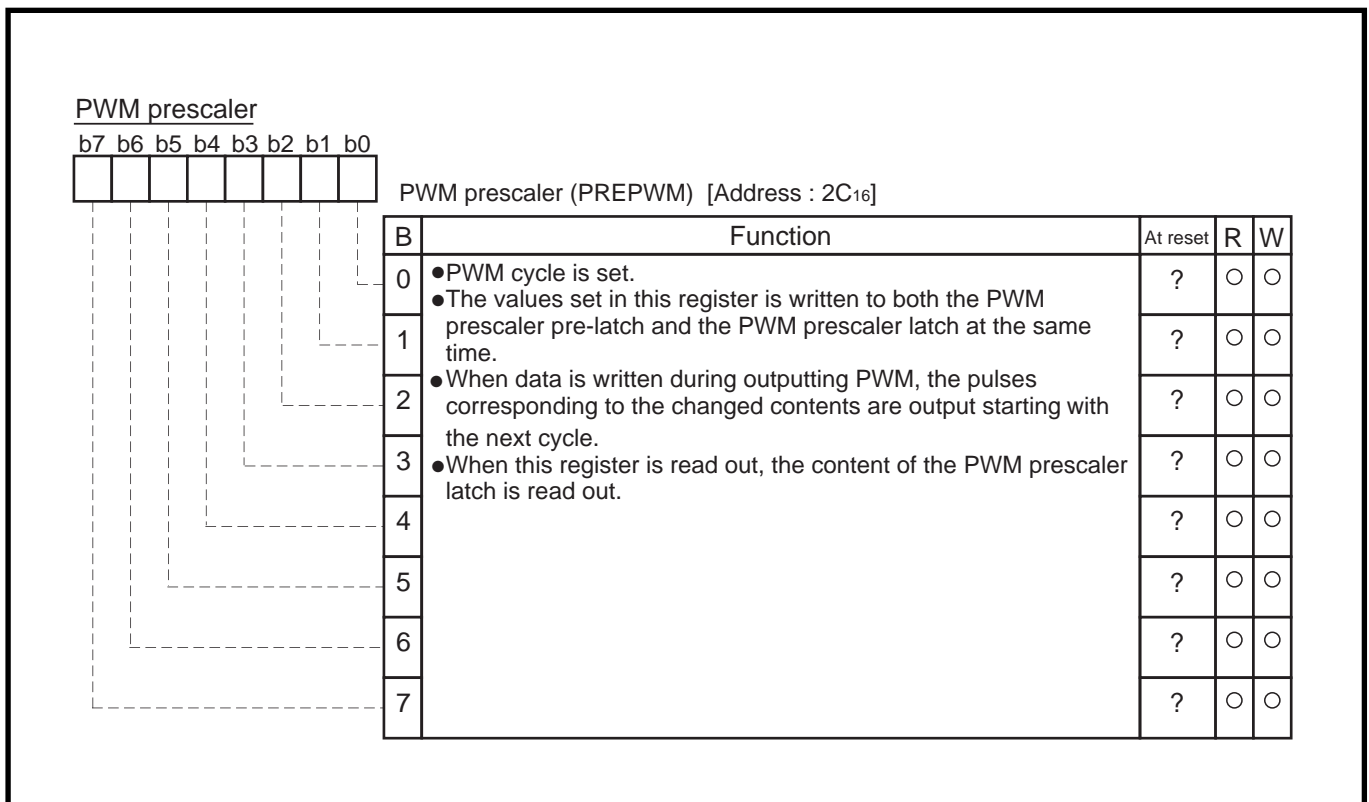 PWM prescaler
b7 b6 b5 b4 b3 b2 b1 b0
PWM prescaler (PREPWM) [Address : 2C16]
B Function At reset R W
0 ●PWM cycle is set. ? ○ ○
●The values set in this register is written to both the PWM
prescaler pre-latch and the PWM prescaler latch at the same
1 time. ? ○ ○
●When data is written during outputting PWM, the pulses
2 corresponding to the changed contents are output starting with ? ○ ○
the next cycle.
3 ●When this register is read out, the content of the PWM prescaler ? ○ ○
latch is read out.
4 ? ○ ○
5 ? ○ ○
6 ? ○ ○
7 ? ○ ○